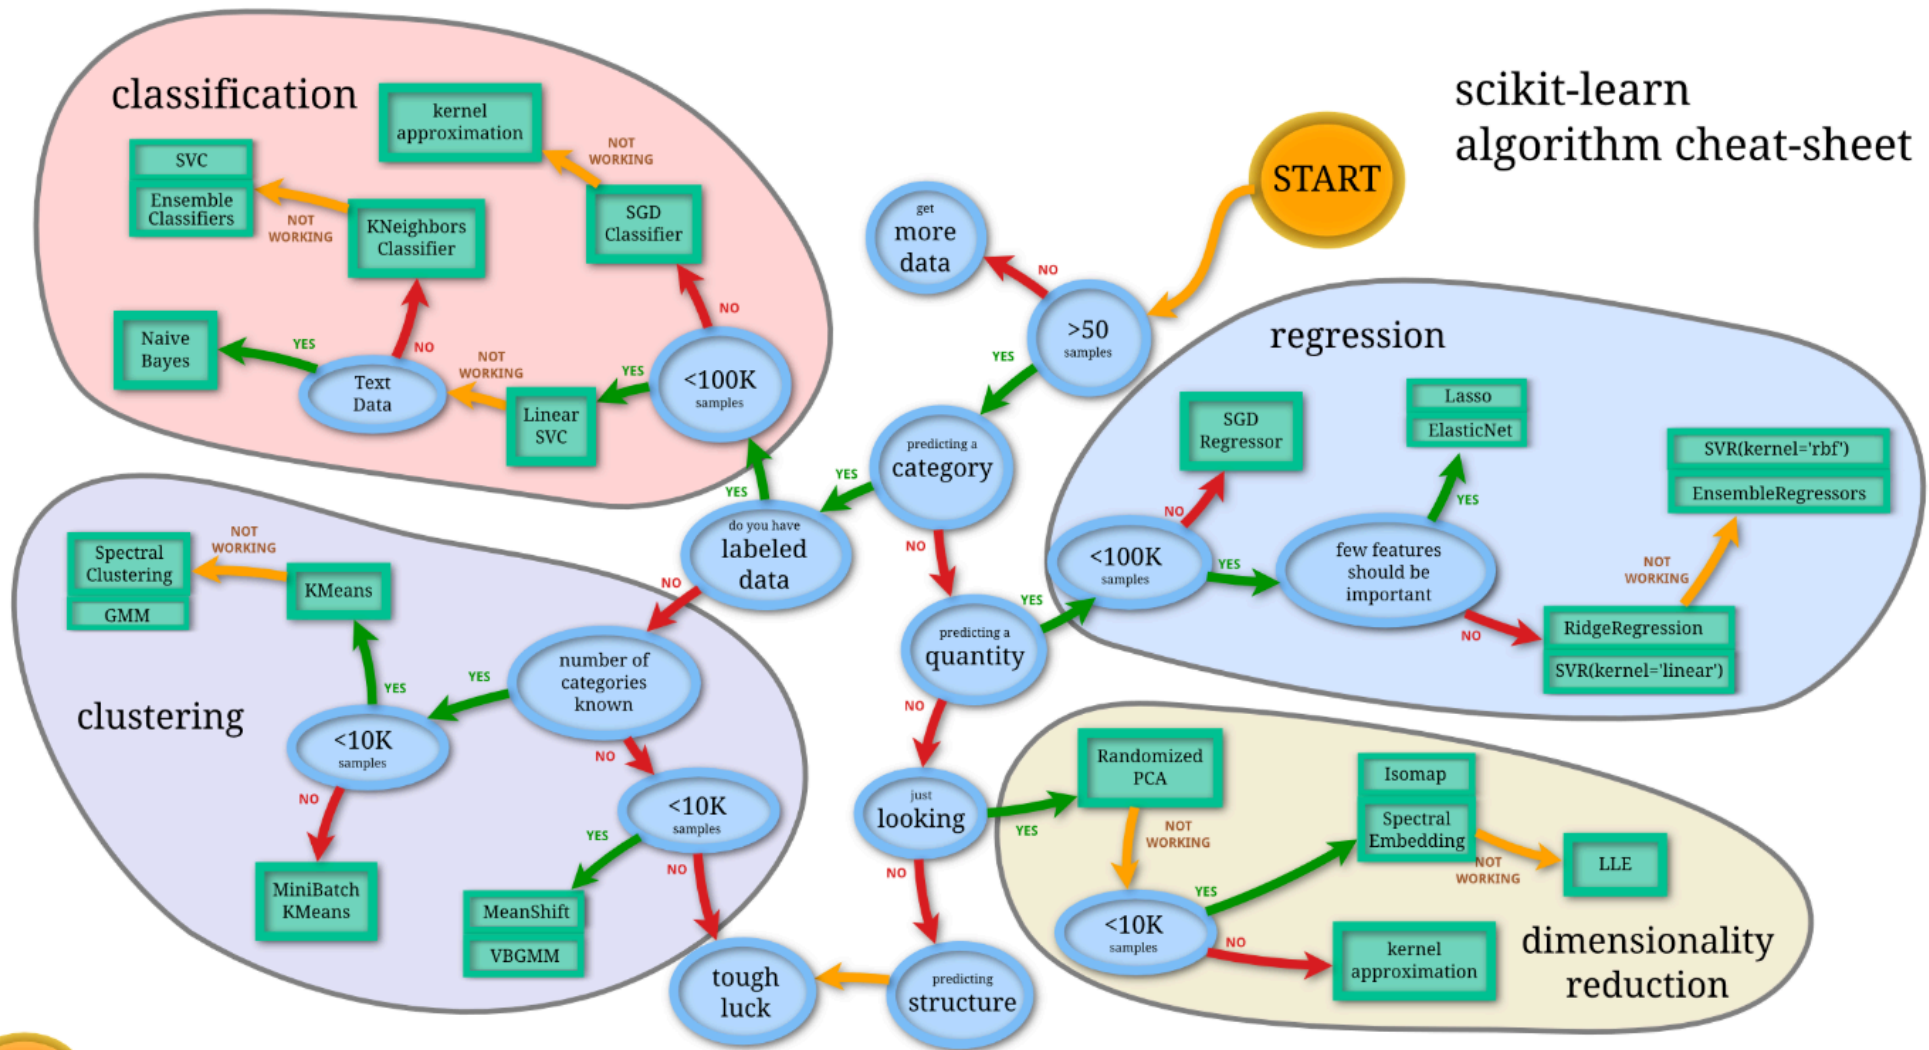 scikit-learn
algorithm cheat-sheet
START
classification
kernel
approximation
NOT
WORKING
SVC
Ensemble
Classifiers
NOT
WORKING
KNeighbors
Classifier
SGD
Classifier
NO
Naive
Bayes
YES
Text
Data
NO
NOT
WORKING
Linear
SVC
YES
<100K
samples
get
more
data
NO
>50
samples
YES
predicting a
category
YES
YES
do you have
labeled
data
NO
NO
predicting a
quantity
YES
NO
just
looking
YES
NO
predicting
structure
tough
luck
regression
SGD
Regressor
NO
<100K
samples
YES
Lasso
ElasticNet
YES
few features
should be
important
NO
SVR(kernel='rbf')
EnsembleRegressors
NOT
WORKING
RidgeRegression
SVR(kernel='linear')
clustering
Spectral
Clustering
GMM
NOT
WORKING
KMeans
YES
<10K
samples
NO
MiniBatch
KMeans
number of
categories
known
YES
NO
<10K
samples
YES
NO
MeanShift
VBGMM
dimensionality
reduction
Randomized
PCA
NOT
WORKING
<10K
samples
YES
NO
Isomap
Spectral
Embedding
NOT
WORKING
LLE
kernel
approximation